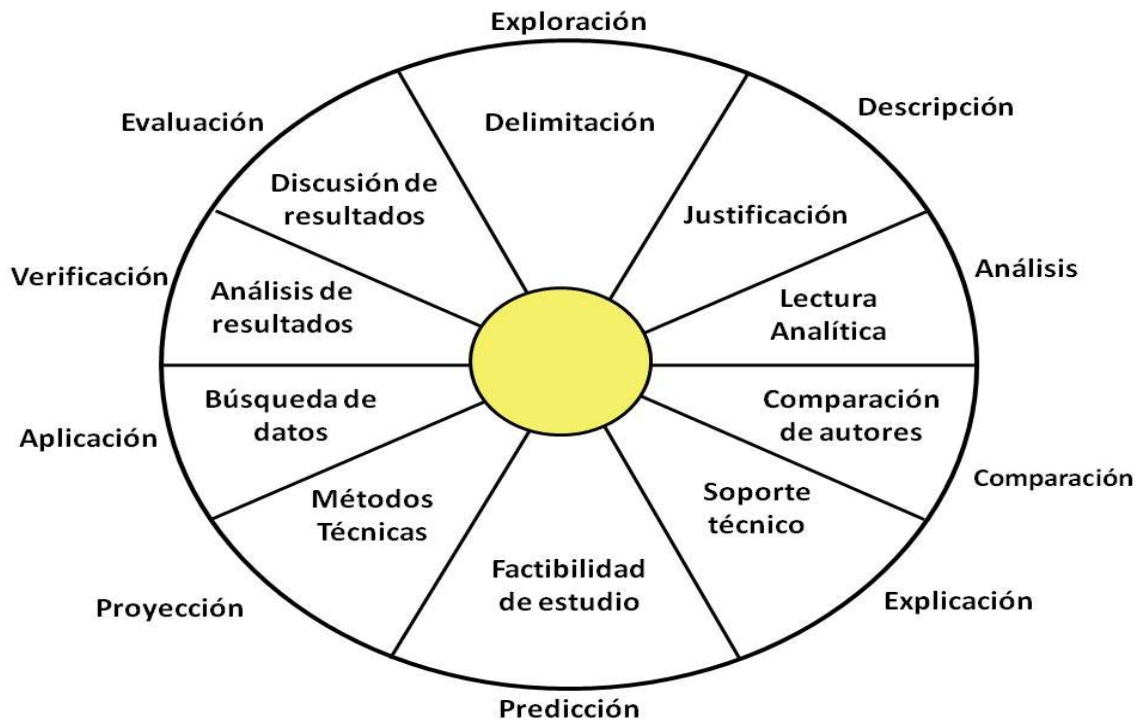 Exploración
Delimitación
Descripción
Justificación
Análisis
Lectura
Analítica
Comparación
de autores
Comparación
Soporte
técnico
Explicación
Factibilidad
de estudio
Predicción
Métodos
Técnicas
Proyección
Búsqueda de
datos
Aplicación
Análisis de
resultados
Verificación
Discusión de
resultados
Evaluación